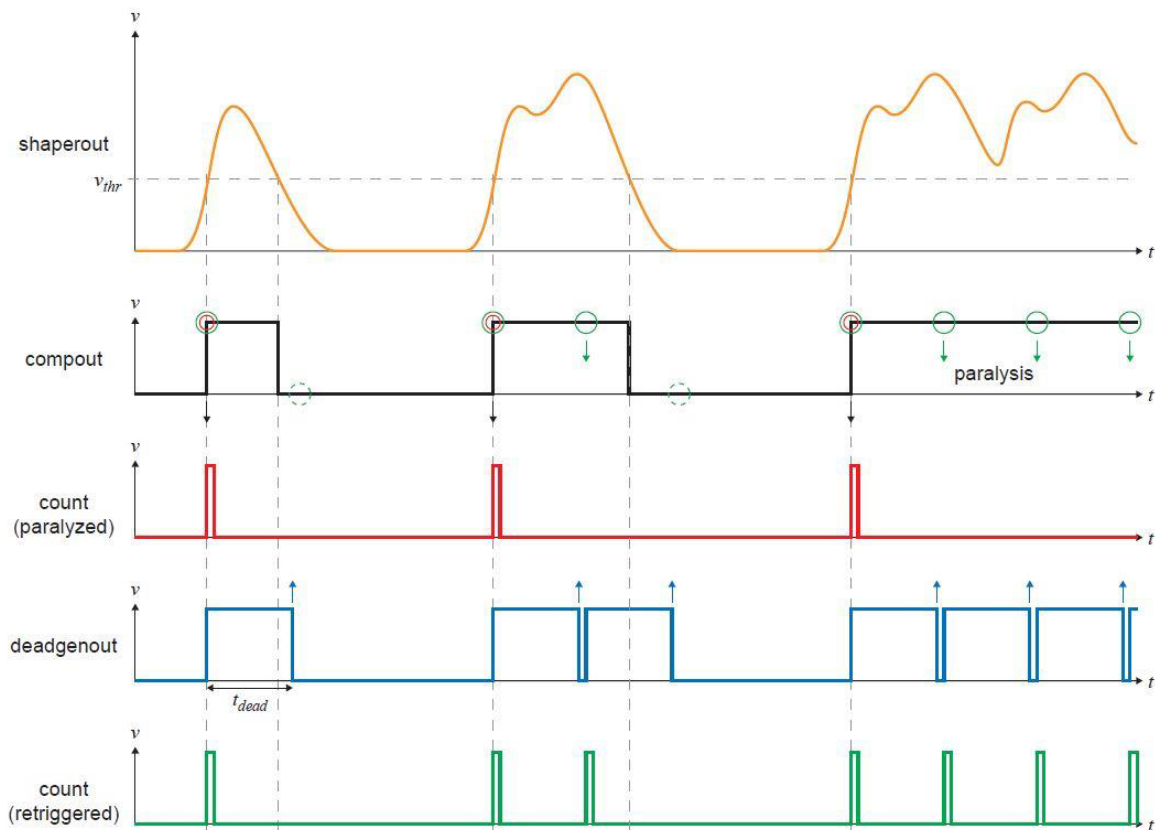 v
shaperout
v_thr
t
v
compout
paralysis
t
v
count
(paralyzed)
t
v
deadgenout
t_dead
t
v
count
(retriggered)
t